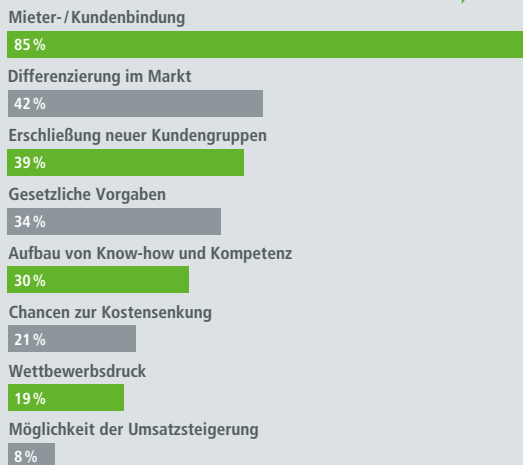 Mieter-/Kundenbindung
85 %
Differenzierung im Markt
42 %
Erschließung neuer Kundengruppen
39 %
Gesetzliche Vorgaben
34 %
Aufbau von Know-how und Kompetenz
30 %
Chancen zur Kostensenkung
21 %
Wettbewerbsdruck
19 %
Möglichkeit der Umsatzsteigerung
8 %